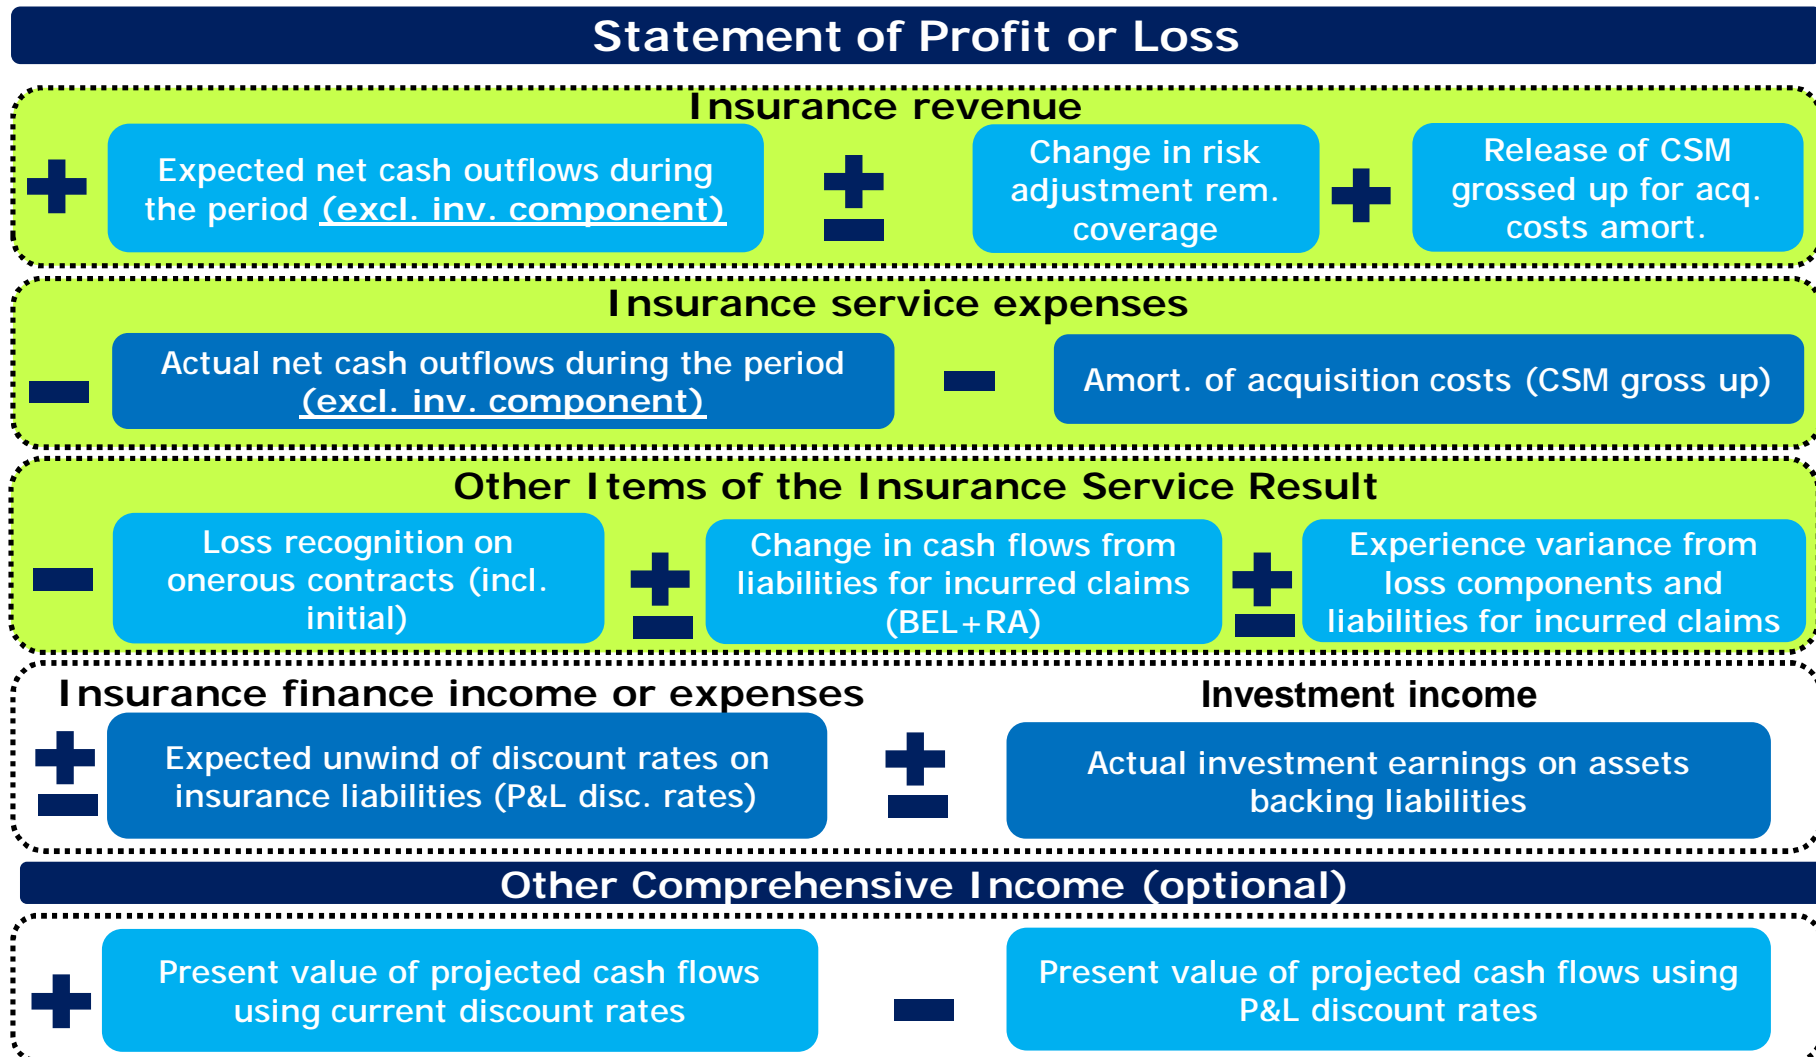 Statement of Profit or Loss
Insurance revenue
Expected net cash outflows during
the period (excl. inv. component)
Change in risk
adjustment rem.
coverage
Release of CSM
grossed up for acq.
costs amort.
Insurance service expenses
Actual net cash outflows during the period
(excl. inv. component)
Amort. of acquisition costs (CSM gross up)
Other Items of the Insurance Service Result
Loss recognition on
onerous contracts (incl.
initial)
Change in cash flows from
liabilities for incurred claims
(BEL+RA)
Experience variance from
loss components and
liabilities for incurred claims
Insurance finance income or expenses
Investment income
Expected unwind of discount rates on
insurance liabilities (P&L disc. rates)
Actual investment earnings on assets
backing liabilities
Other Comprehensive Income (optional)
Present value of projected cash flows
using current discount rates
Present value of projected cash flows using
P&L discount rates